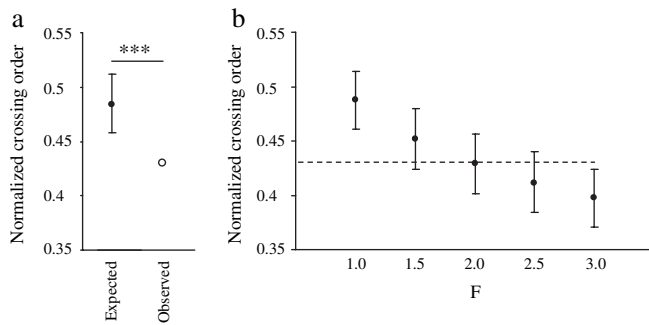 a
0.55
***
0.5
0.45
0.4
0.35
Normalized crossing order
Expected
Observed
b
0.55
0.5
0.45
0.4
0.35
Normalized crossing order
1.0 1.5 2.0 2.5 3.0
F